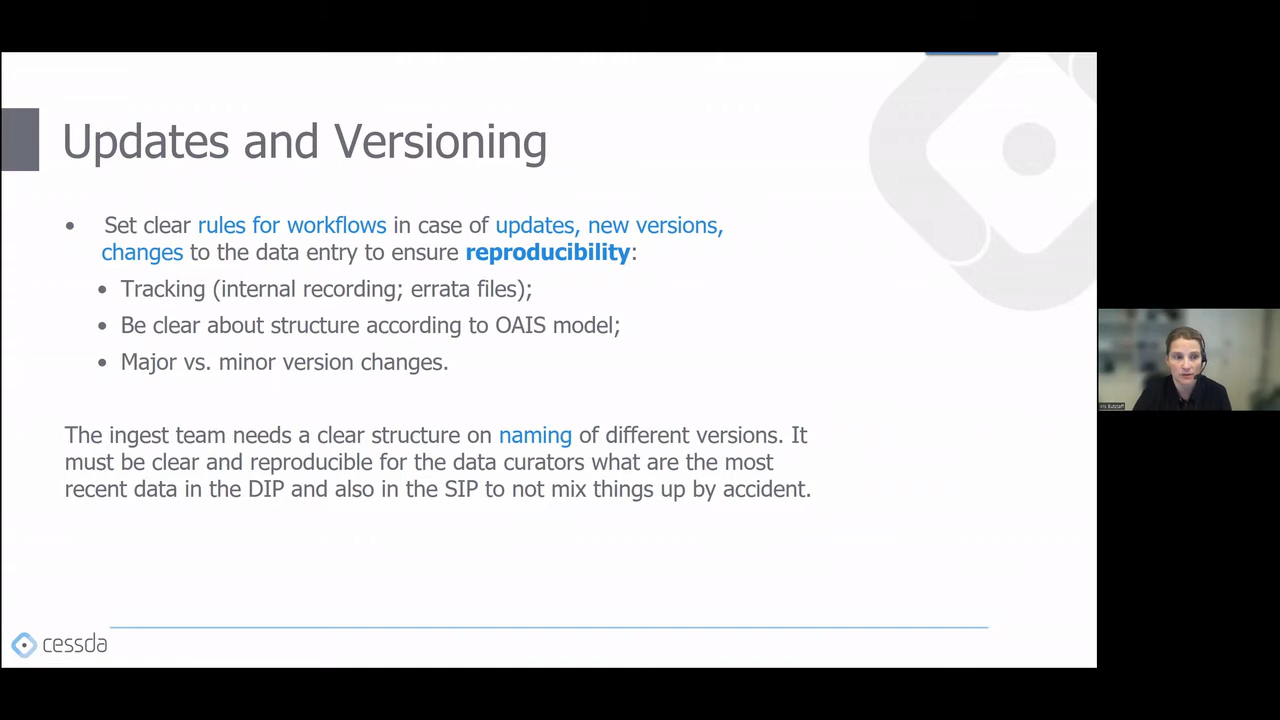 Updates and Versioning
• Set clear rules for workflows in case of updates, new versions,
changes to the data entry to ensure reproducibility:
• Tracking (internal recording; errata files);
• Be clear about structure according to OAIS model;
• Major vs. minor version changes.
The ingest team needs a clear structure on naming of different versions. It
must be clear and reproducible for the data curators what are the most
recent data in the DIP and also in the SIP to not mix things up by accident.
cessda